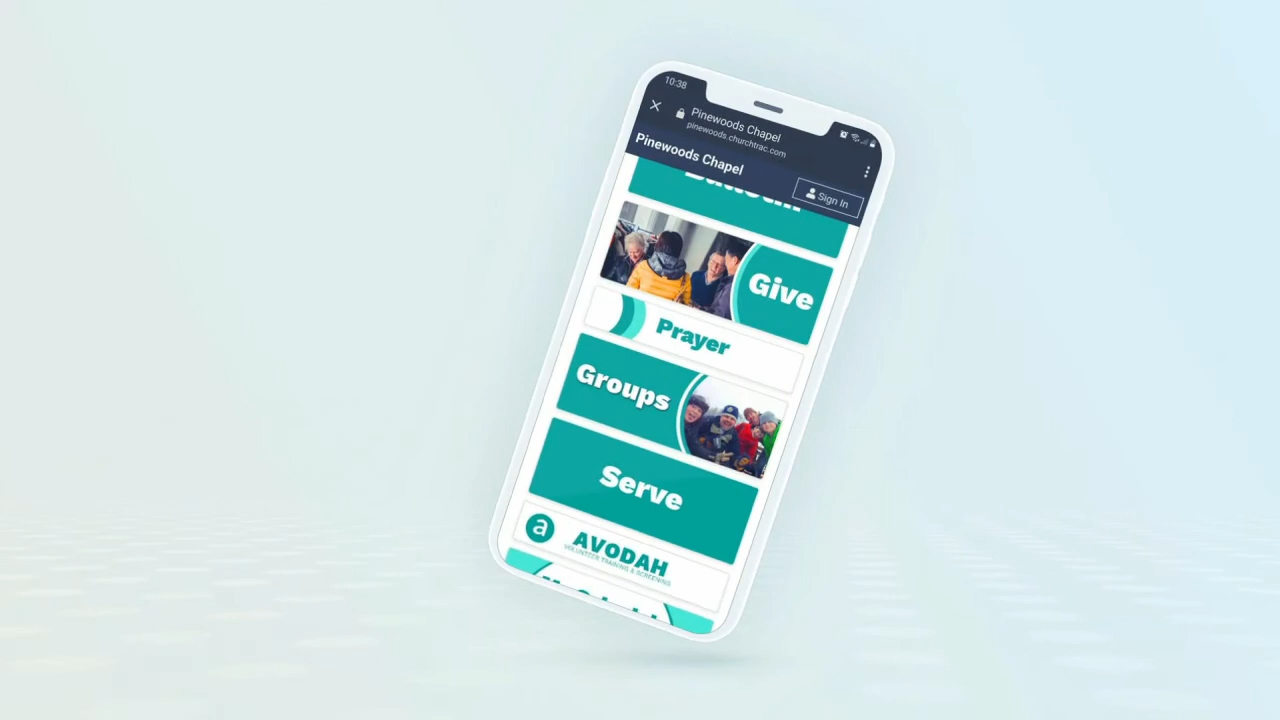 10:38
Pinewoods Chapel
pinewoods.churchtrac.com
Pinewoods Chapel
Sign In
Give
Prayer
Groups
Serve
a
AVODAH
VOLUNTEER TRAINING & SCREENING